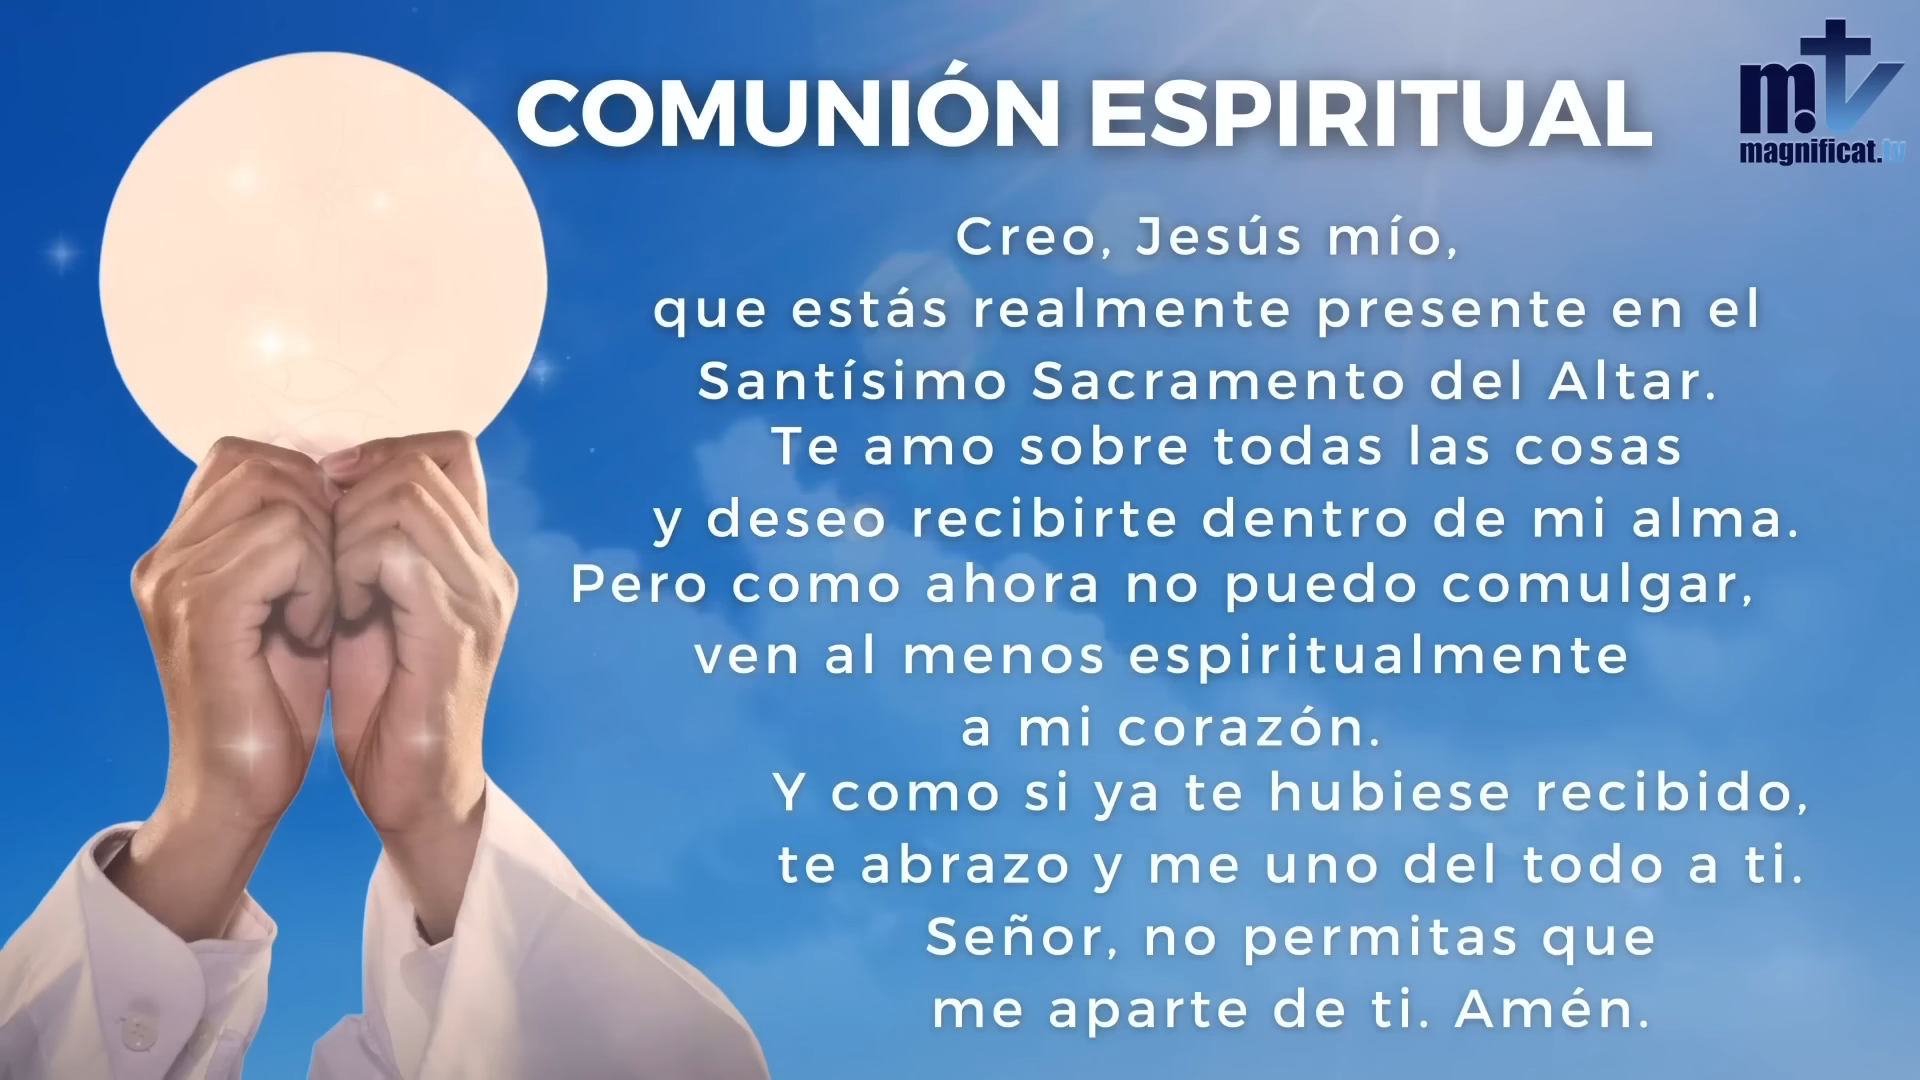 COMUNIÓN ESPIRITUAL
mtv
magnificat.tv
Creo, Jesús mío,
que estás realmente presente en el
Santísimo Sacramento del Altar.
Te amo sobre todas las cosas
y deseo recibirte dentro de mi alma.
Pero como ahora no puedo comulgar,
ven al menos espiritualmente
a mi corazón.
Y como si ya te hubiese recibido,
te abrazo y me uno del todo a ti.
Señor, no permitas que
me aparte de ti. Amén.